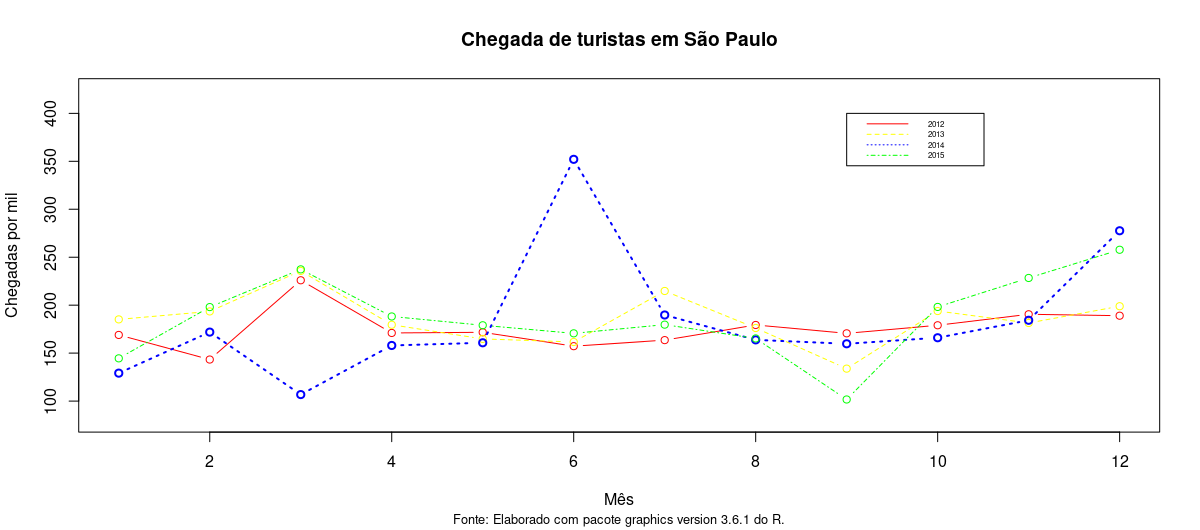 Chegada de turistas em São Paulo
Chegadas por mil
400
350
300
250
200
150
100
2012
2013
2014
2015
2 4 6 8 10 12
Mês
Fonte: Elaborado com pacote graphics version 3.6.1 do R.